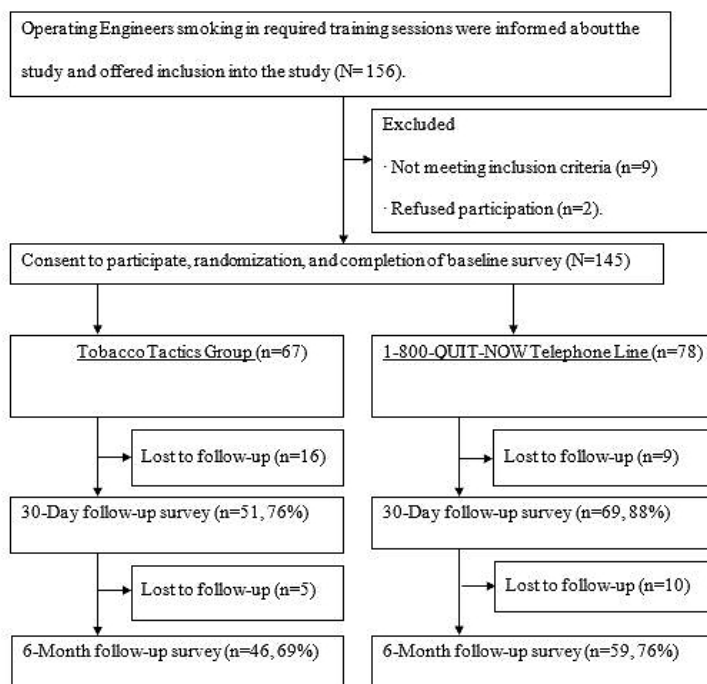 Operating Engineers smoking in required training sessions were informed about the
study and offered inclusion into the study (N=156).
Excluded
· Not meeting inclusion criteria (n=9)
· Refused participation (n=2).
Consent to participate, randomization, and completion of baseline survey (N=145)
Tobacco Tactics Group (n=67)
1-800-QUIT-NOW Telephone Line (n=78)
Lost to follow-up (n=16)
Lost to follow-up (n=9)
30-Day follow-up survey (n=51, 76%)
30-Day follow-up survey (n=69, 88%)
Lost to follow-up (n=5)
Lost to follow-up (n=10)
6-Month follow-up survey (n=46, 69%)
6-Month follow-up survey (n=59, 76%)